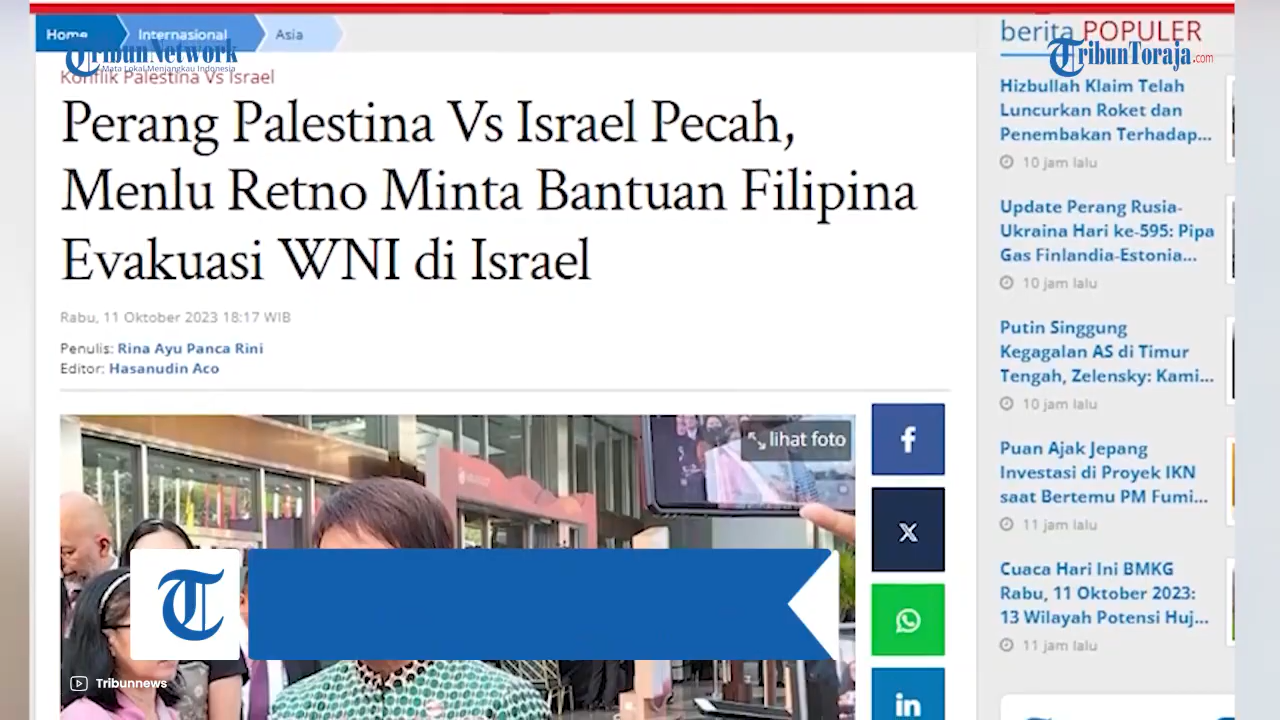 Home
Internasional
Asia
TribunNetwork
Mata Lokal Menjangkau Indonesia
Konflik Palestina Vs Israel
Perang Palestina Vs Israel Pecah,
Menlu Retno Minta Bantuan Filipina
Evakuasi WNI di Israel
Rabu, 11 Oktober 2023 18:17 WIB
Penulis: Rina Ayu Panca Rini
Editor: Hasanudin Aco
lihat foto
Tribunnews
berita POPULER
TribunToraja.com
Hizbullah Klaim Telah
Luncurkan Roket dan
Penembakan Terhadap...
10 jam lalu
Update Perang Rusia-
Ukraina Hari ke-595: Pipa
Gas Finlandia-Estonia...
10 jam lalu
Putin Singgung
Kegagalan AS di Timur
Tengah, Zelensky: Kami...
10 jam lalu
Puan Ajak Jepang
Investasi di Proyek IKN
saat Bertemu PM Fumi...
11 jam lalu
Cuaca Hari Ini BMKG
Rabu, 11 Oktober 2023:
13 Wilayah Potensi Huj...
11 jam lalu